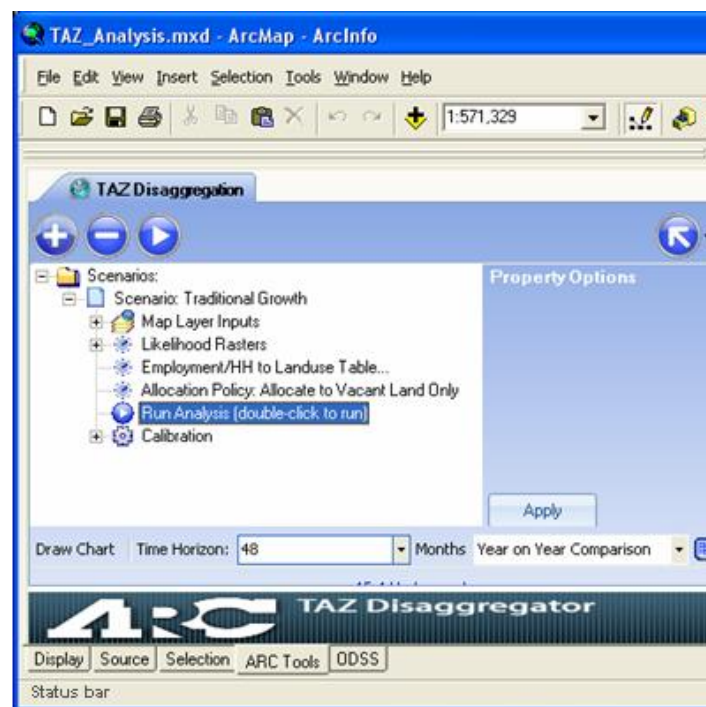 TAZ_Analysis.mxd - ArcMap - ArcInfo
File Edit View Insert Selection Tools Window Help
1:571,329
TAZ Disaggregation
Scenarios:
Scenario: Traditional Growth
Map Layer Inputs
Likelihood Rasters
Employment/HH to Landuse Table...
Allocation Policy: Allocate to Vacant Land Only
Run Analysis (double-click to run)
Calibration
Property Options
Apply
Draw Chart Time Horizon: 48 Months Year on Year Comparison
ARC TAZ Disaggregator
Display Source Selection ARC Tools ODSS
Status bar